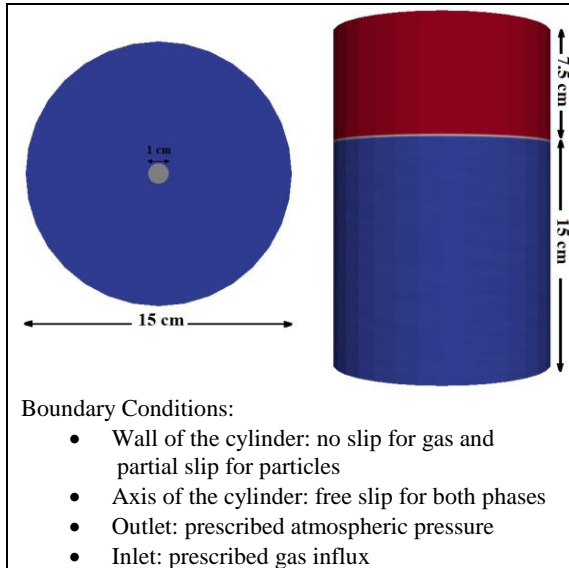 1 cm
15 cm
7.5 cm
15 cm
Boundary Conditions:
• Wall of the cylinder: no slip for gas and
partial slip for particles
• Axis of the cylinder: free slip for both phases
• Outlet: prescribed atmospheric pressure
• Inlet: prescribed gas influx